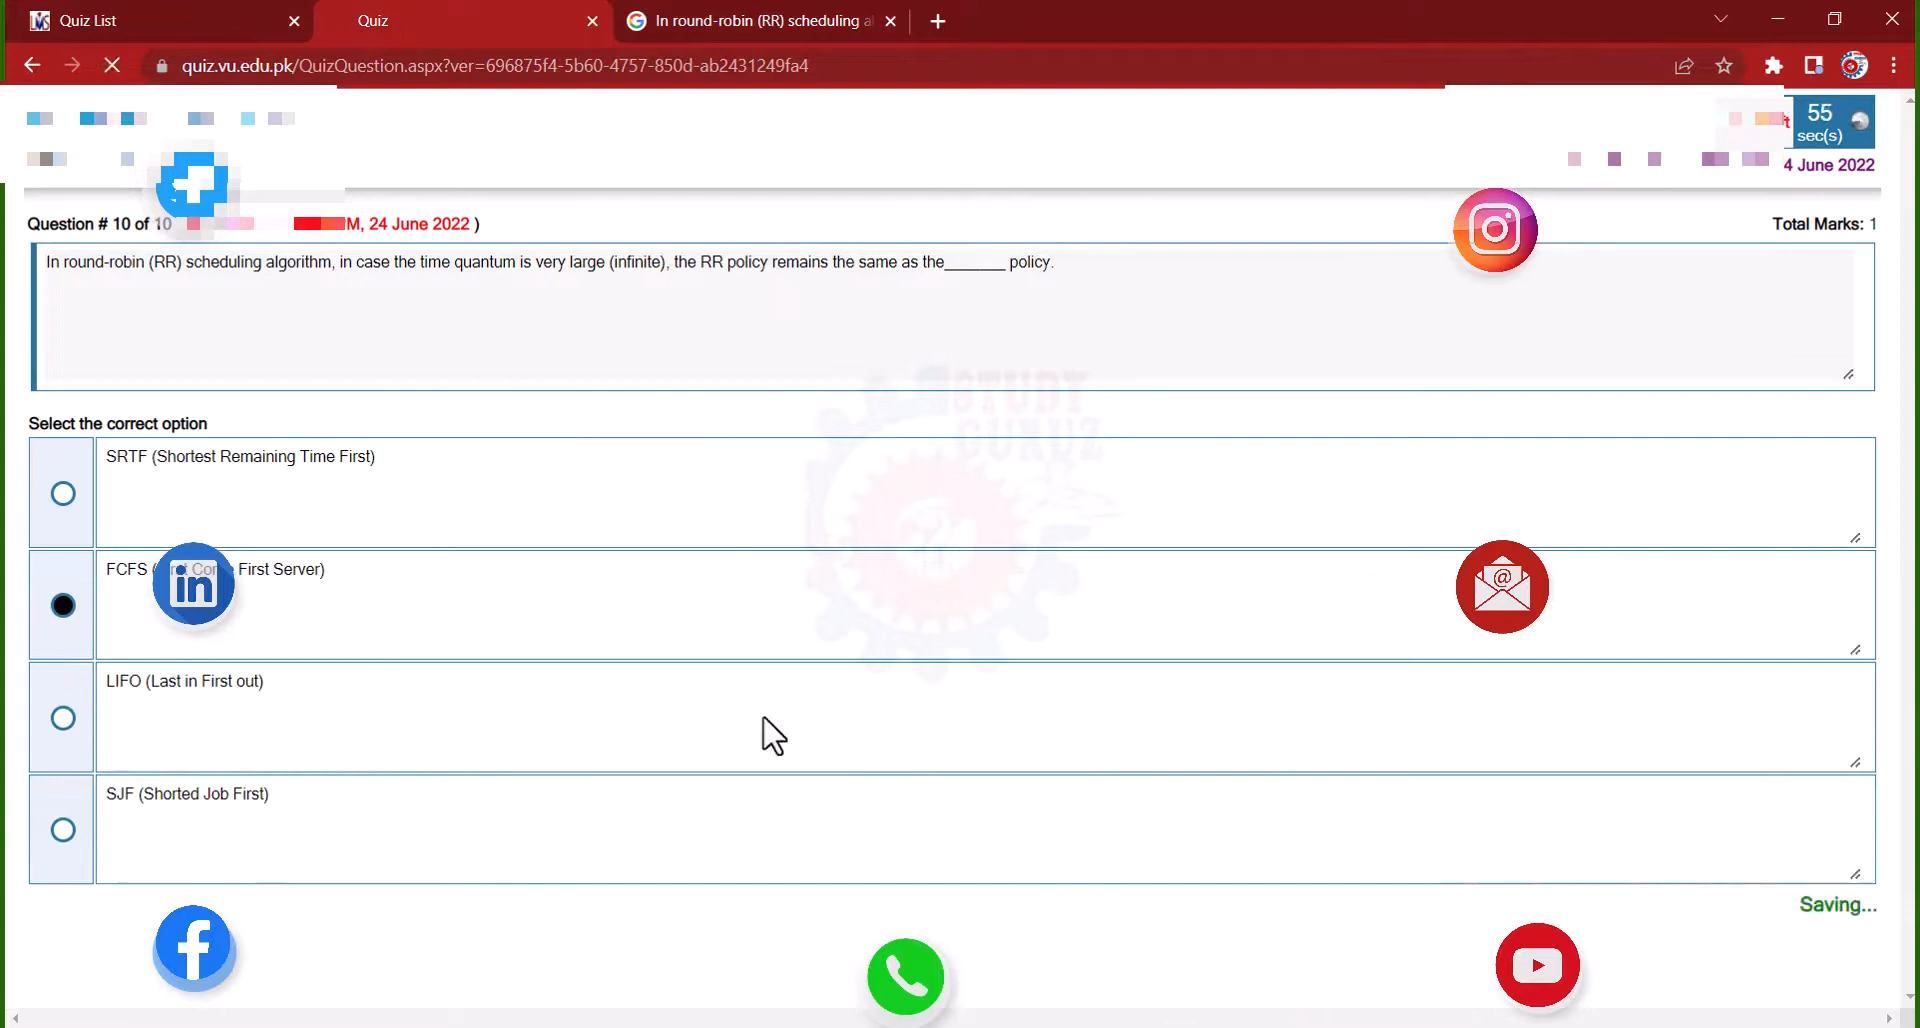 Quiz List
Quiz
In round-robin (RR) scheduling a
quiz.vu.edu.pk/QuizQuestion.aspx?ver=696875f4-5b60-4757-850d-ab2431249fa4
55
sec(s)
4 June 2022
Question # 10 of 10
M, 24 June 2022 )
Total Marks: 1
In round-robin (RR) scheduling algorithm, in case the time quantum is very large (infinite), the RR policy remains the same as the_______ policy.
STUDY
Select the correct option
SRTF (Shortest Remaining Time First)
FCFS ( First Server)
in
@
LIFO (Last in First out)
SJF (Shorted Job First)
Saving...
f